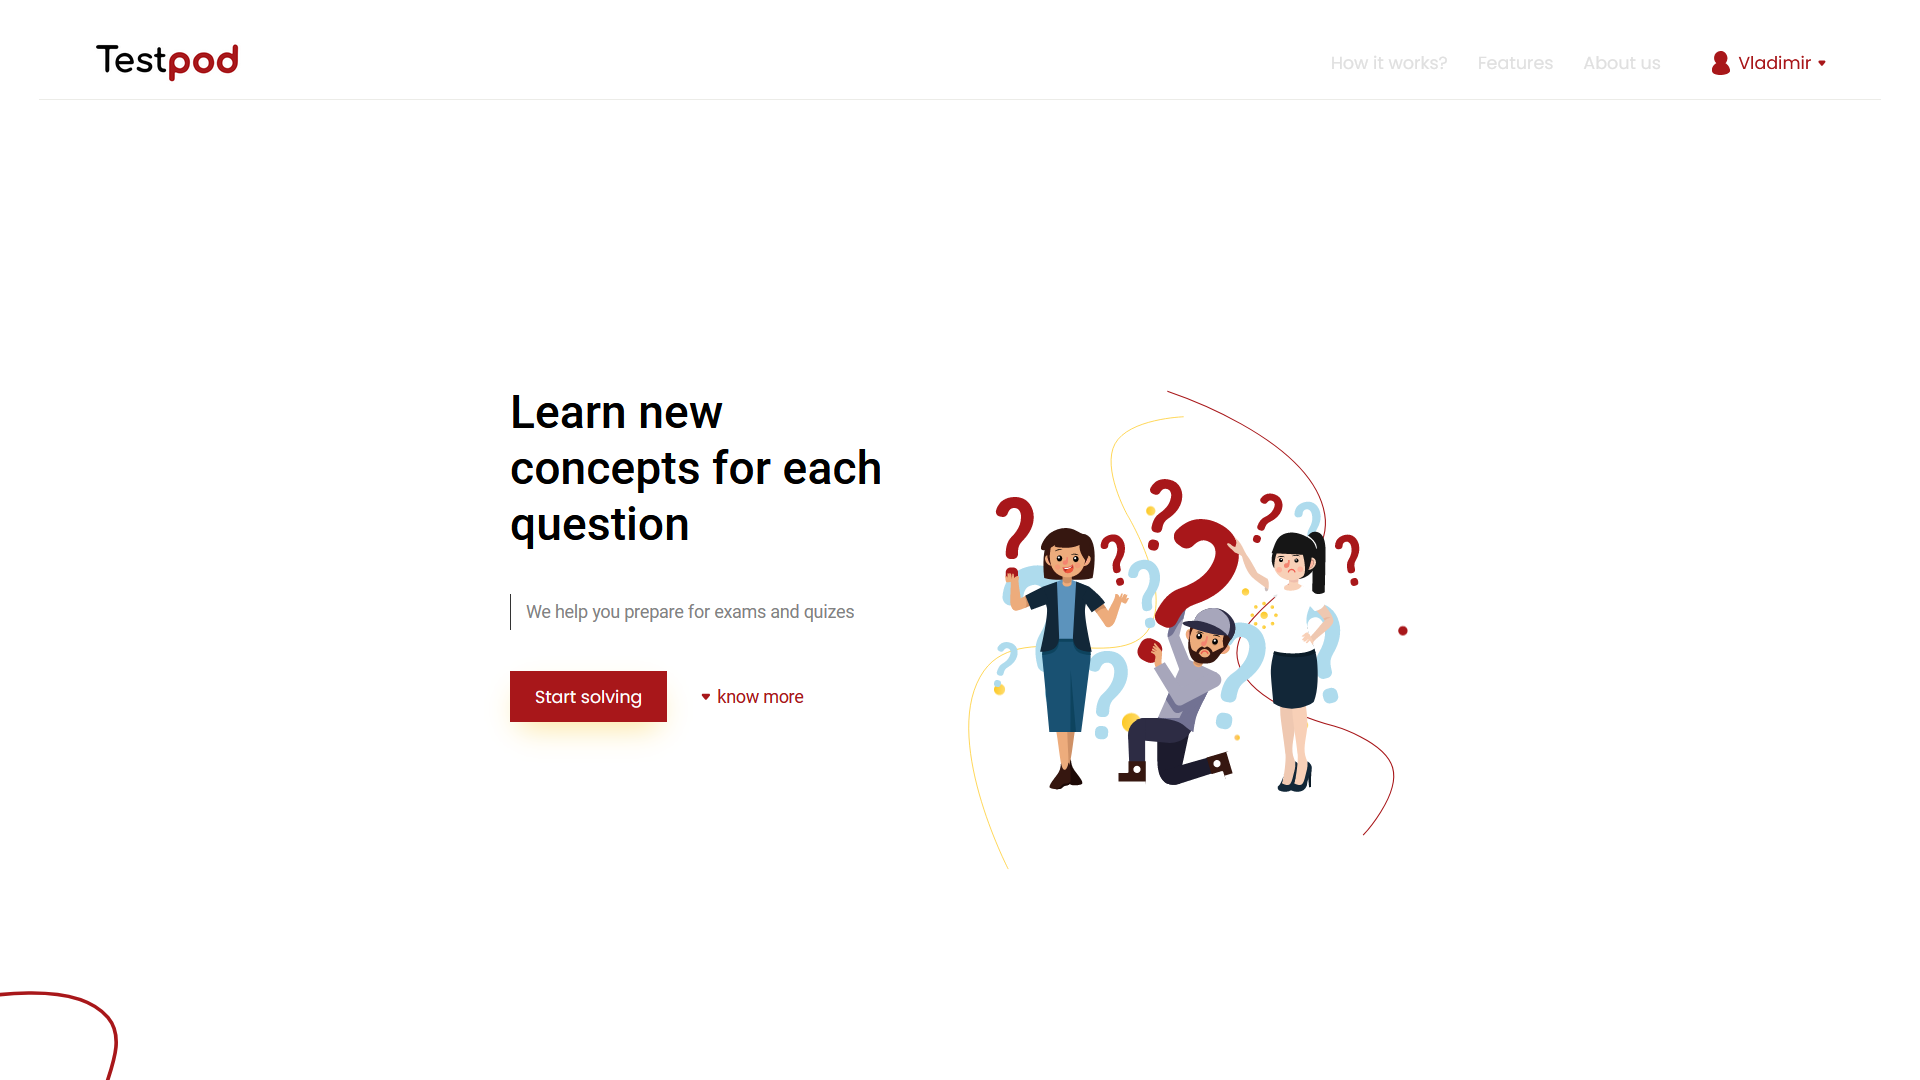 Testpod
How it works? Features About us Vladimir
Learn new
concepts for each
question
We help you prepare for exams and quizes
Start solving
know more